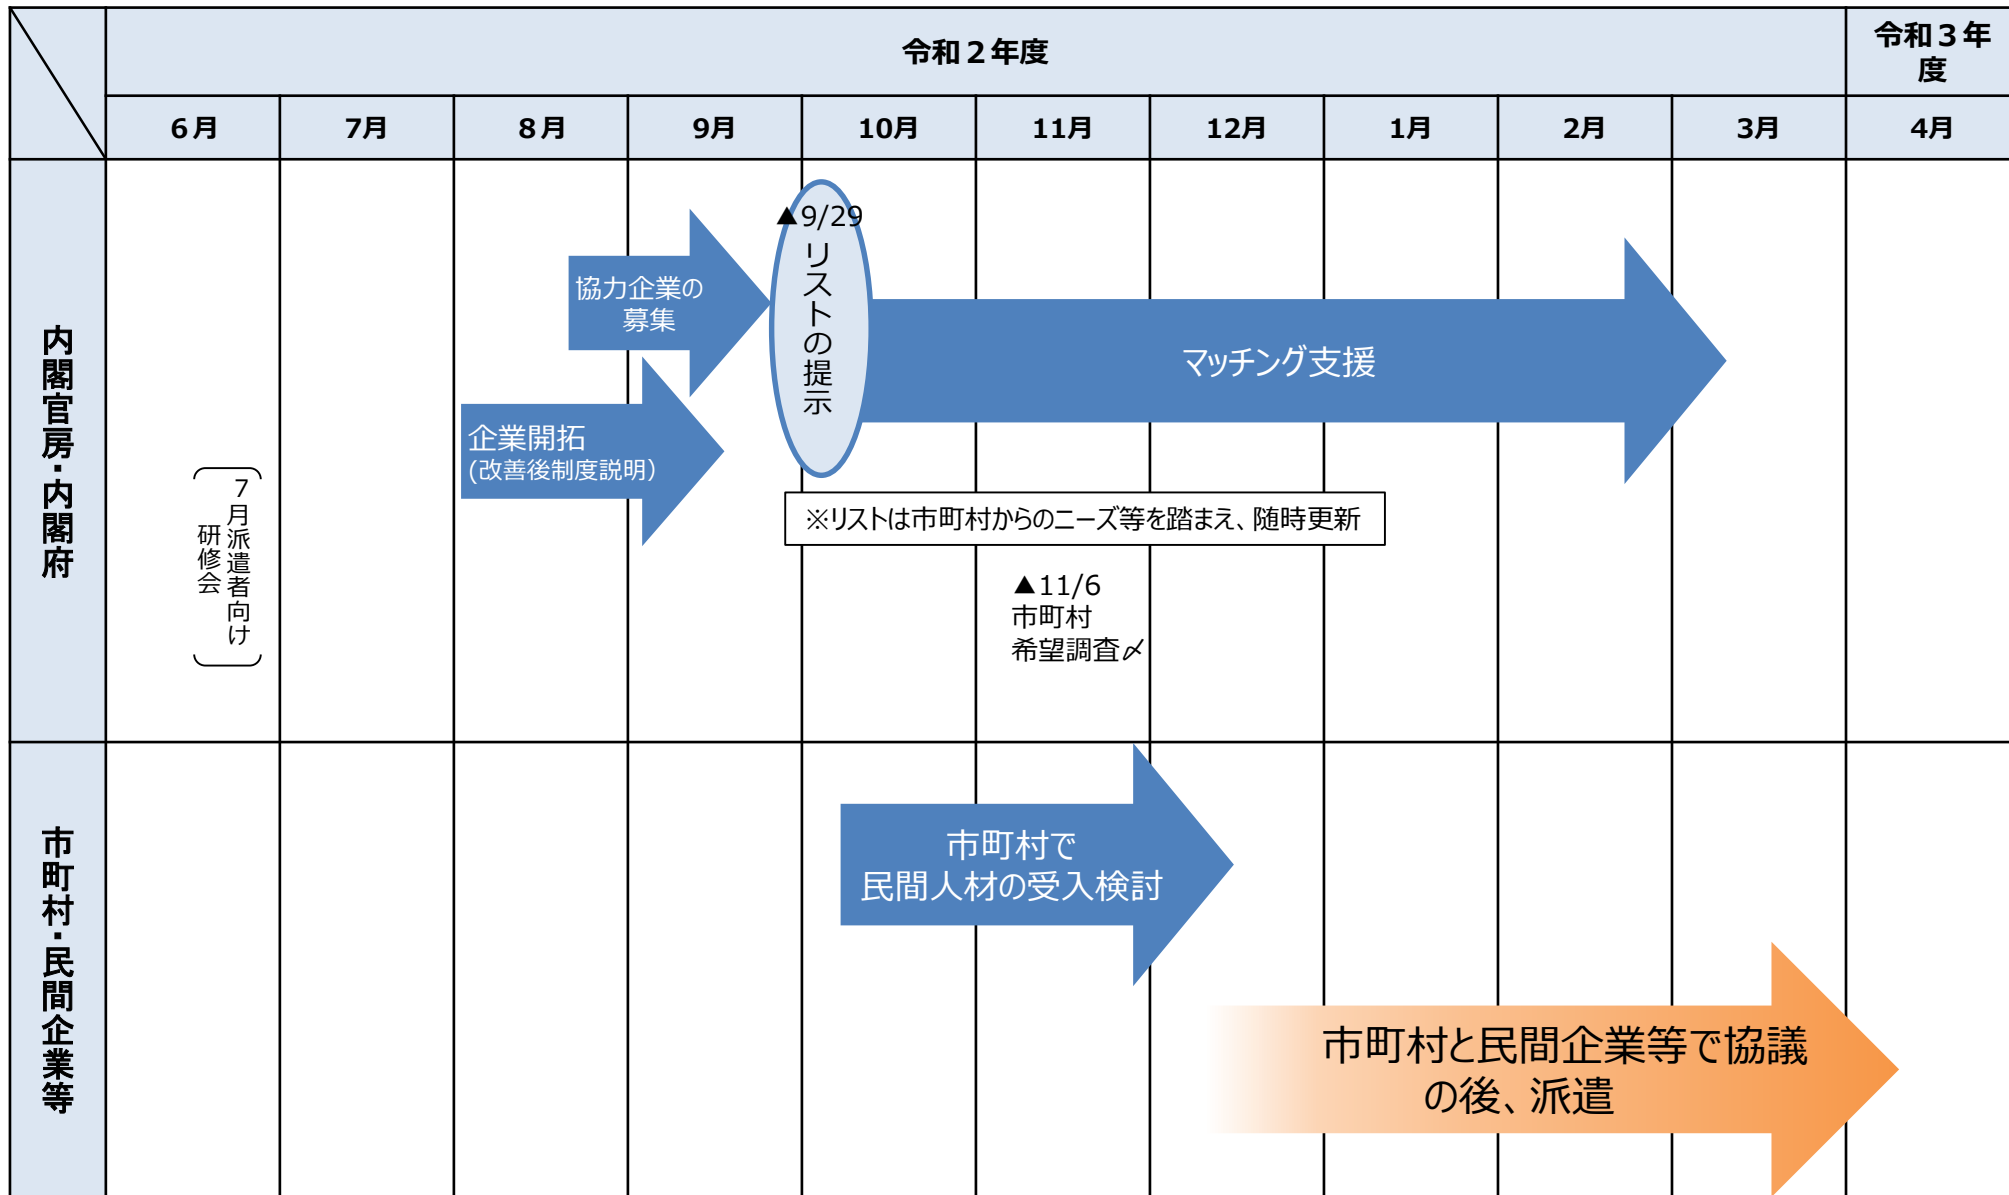 令和２年度
令和３年
度
６月
7月
８月
9月
10月
11月
12月
1月
2月
3月
4月
内閣官房・内閣府
７月派遣者向け
研修会
協力企業の
募集
企業開拓
(改善後制度説明）
▲9/29
リストの提示
マッチング支援
※リストは市町村からのニーズ等を踏まえ、随時更新
▲11/6
市町村
希望調査〆
市町村・民間企業等
市町村で
民間人材の受入検討
市町村と民間企業等で協議
の後、派遣